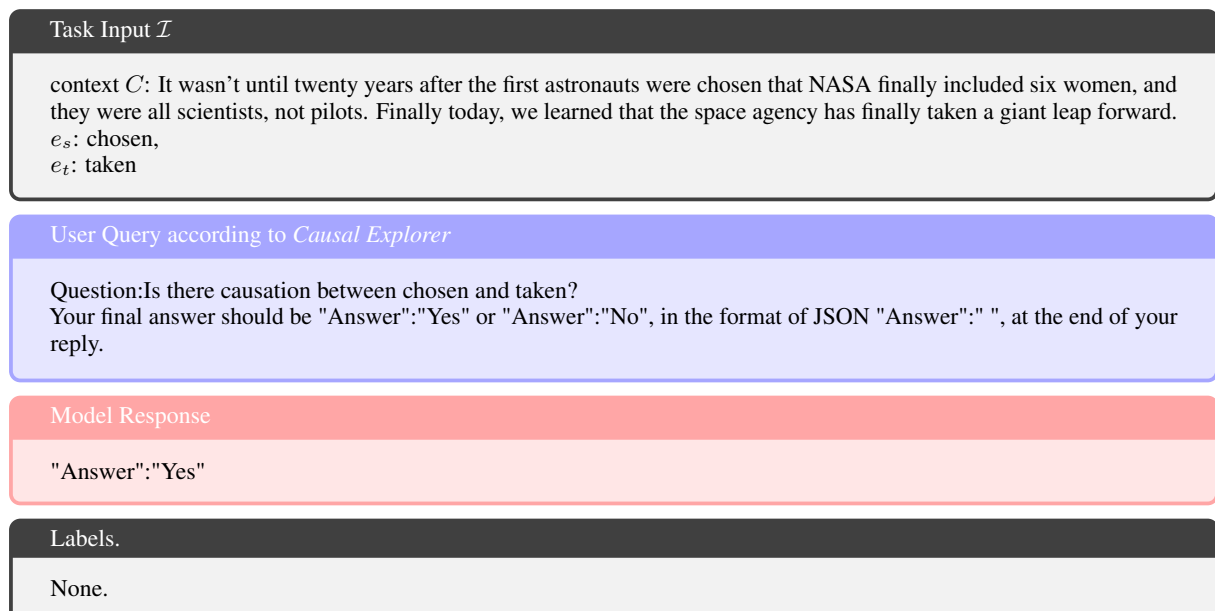 Task Input ℐ
context C: It wasn't until twenty years after the first astronauts were chosen that NASA finally included six women, and
they were all scientists, not pilots. Finally today, we learned that the space agency has finally taken a giant leap forward.
eₛ: chosen,
eₜ: taken
User Query according to Causal Explorer
Question:Is there causation between chosen and taken?
Your final answer should be "Answer":"Yes" or "Answer":"No", in the format of JSON "Answer":" ", at the end of your
reply.
Model Response
"Answer":"Yes"
Labels.
None.